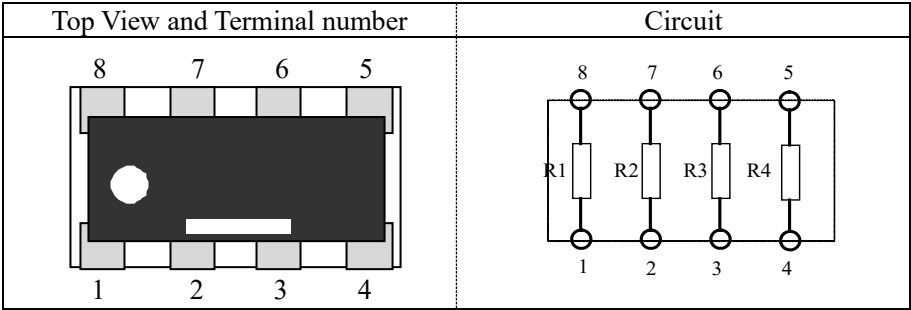 Top View and Terminal number
Circuit
8 7 6 5
1 2 3 4
8 7 6 5
R1 R2 R3 R4
1 2 3 4